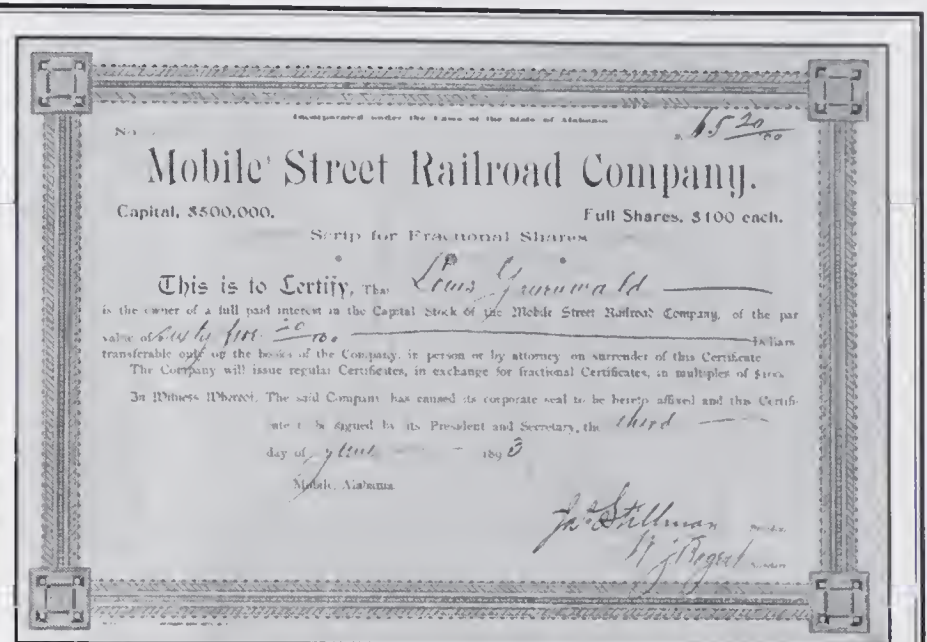 Incorporated under the Laws of the State of Alabama
No. $ 65 20/00
Mobile Street Railroad Company.
Capital, $500,000. Full Shares, $100 each.
Scrip for Fractional Shares
This is to Certify, That Louis Grunewald
is the owner of a full paid interest in the Capital Stock of the Mobile Street Railroad Company, of the par
value of Sixty five 20/100 Dollars
transferable only on the books of the Company, in person or by attorney on surrender of this Certificate
The Company will issue regular Certificates, in exchange for fractional Certificates, in multiples of $100
In Witness Whereof, The said Company has caused its corporate seal to be hereto affixed and this Certifi-
cate to be signed by its President and Secretary, the third
day of June 1893
Mobile, Alabama
Jas Stillman